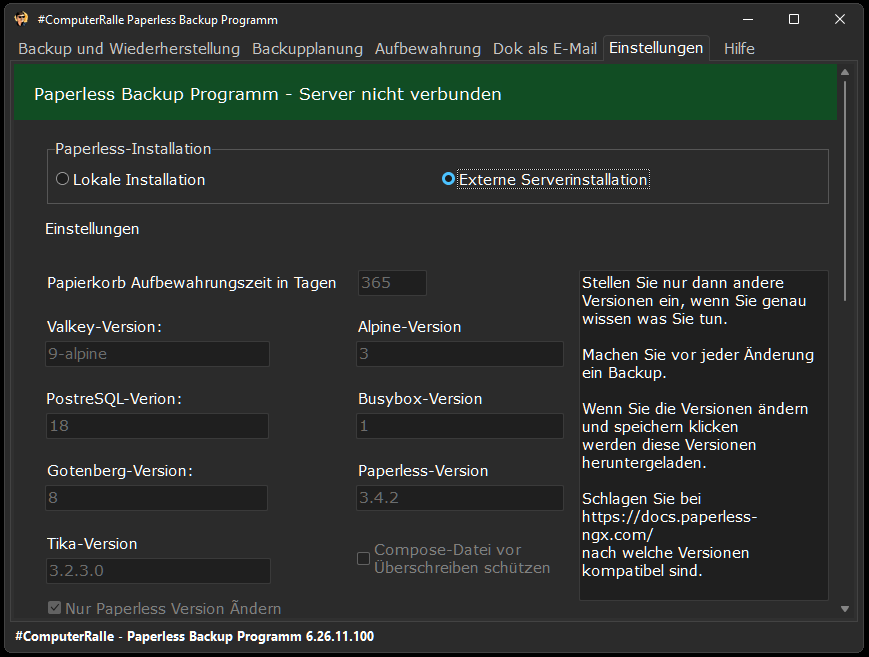 #ComputerRalle Paperless Backup Programm
Backup und Wiederherstellung Backupplanung Aufbewahrung Dok als E-Mail Einstellungen Hilfe
Paperless Backup Programm - Server nicht verbunden
Paperless-Installation
Lokale Installation Externe Serverinstallation
Einstellungen
Papierkorb Aufbewahrungszeit in Tagen 365
Valkey-Version: Alpine-Version
9-alpine 3
PostreSQL-Verion: Busybox-Version
18 1
Gotenberg-Version: Paperless-Version
8 3.4.2
Tika-Version
3.2.3.0
Compose-Datei vor
Überschreiben schützen
Nur Paperless Version Ändern
Stellen Sie nur dann andere
Versionen ein, wenn Sie genau
wissen was Sie tun.
Machen Sie vor jeder Änderung
ein Backup.
Wenn Sie die Versionen ändern
und speichern klicken
werden diese Versionen
heruntergeladen.
Schlagen Sie bei
https://docs.paperless-
ngx.com/
nach welche Versionen
kompatibel sind.
#ComputerRalle - Paperless Backup Programm 6.26.11.100